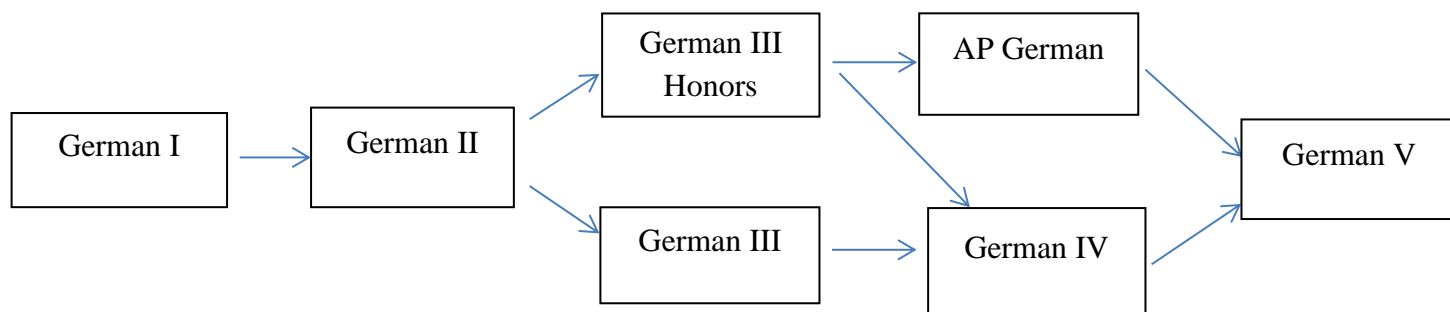 German I
German II
German III
Honors
German III
AP German
German IV
German V